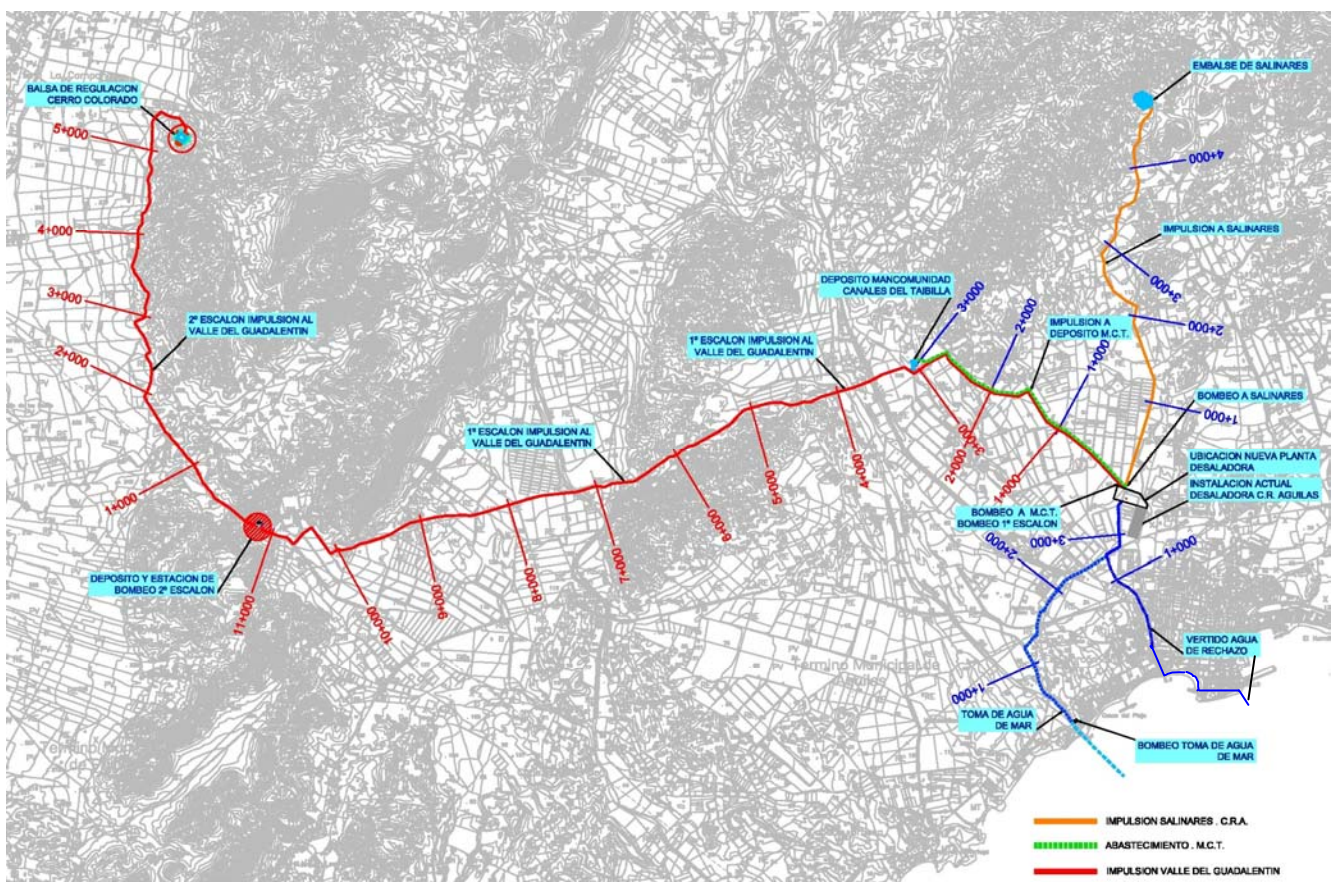 EMBALSE DE SALINARES
BALSA DE REGULACION
CERRO COLORADO
5+000
4+000
IMPULSION A SALINARES
4+000
3+000
3+000
2+000
2º ESCALON IMPULSION AL
VALLE DEL GUADALENTIN
DEPOSITO MANCOMUNIDAD
CANALES DEL TAIBILLA
3+000
2+000
IMPULSION A
DEPOSITO M.C.T.
1º ESCALON IMPULSION AL
VALLE DEL GUADALENTIN
1+000
2+000
BOMBEO A SALINARES
1+000
1º ESCALON IMPULSION AL
VALLE DEL GUADALENTIN
3+000
2+000
1+000
4+000
5+000
6+000
7+000
8+000
9+000
10+000
11+000
1+000
UBICACION NUEVA PLANTA
DESALADORA
INSTALACION ACTUAL
DESALADORA C.R. AGUILAS
BOMBEO A M.C.T.
BOMBEO 1º ESCALON
DEPOSITO Y ESTACION DE
BOMBEO 2º ESCALON
3+000
2+000
1+000
1+000
VERTIDO AGUA
DE RECHAZO
Término Municipal de
TOMA DE AGUA
DE MAR
BOMBEO TOMA DE AGUA
DE MAR
IMPULSION SALINARES . C.R.A.
ABASTECIMIENTO . M.C.T.
IMPULSION VALLE DEL GUADALENTIN